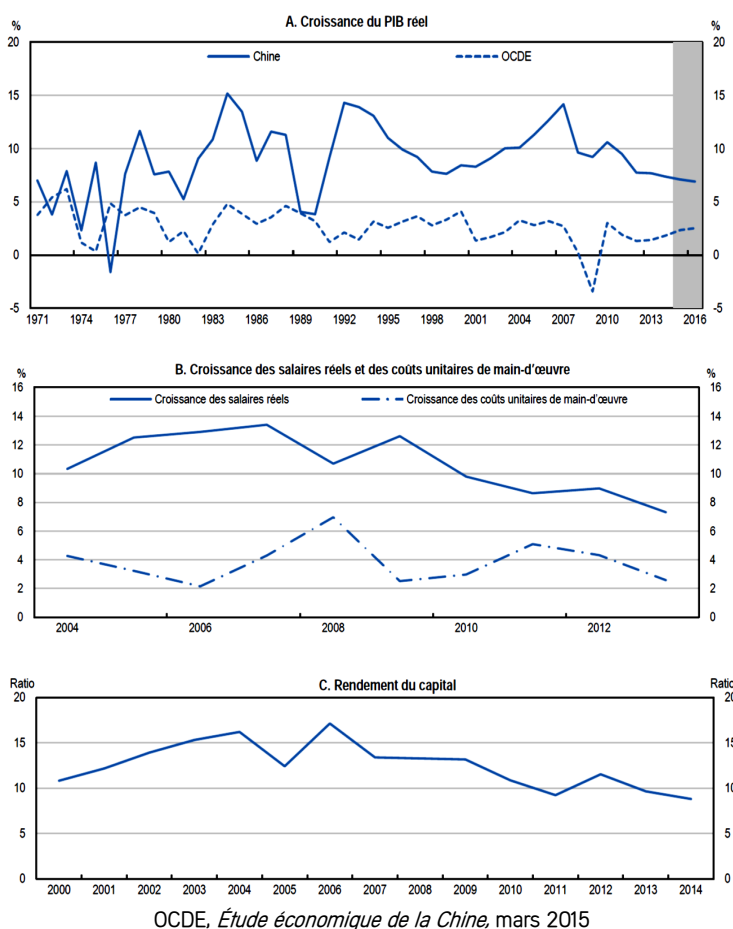 A. Croissance du PIB réel
% %
Chine OCDE
20 20
15 15
10 10
5 5
0 0
-5 -5
1971 1974 1977 1980 1983 1986 1989 1992 1995 1998 2001 2004 2007 2010 2013 2016
B. Croissance des salaires réels et des coûts unitaires de main-d'œuvre
% %
16 16
Croissance des salaires réels Croissance des coûts unitaires de main-d'œuvre
14 14
12 12
10 10
8 8
6 6
4 4
2 2
0 0
2004 2006 2008 2010 2012
Ratio C. Rendement du capital Ratio
20 20
15 15
10 10
5 5
0 0
2000 2001 2002 2003 2004 2005 2006 2007 2008 2009 2010 2011 2012 2013 2014
OCDE, Étude économique de la Chine, mars 2015